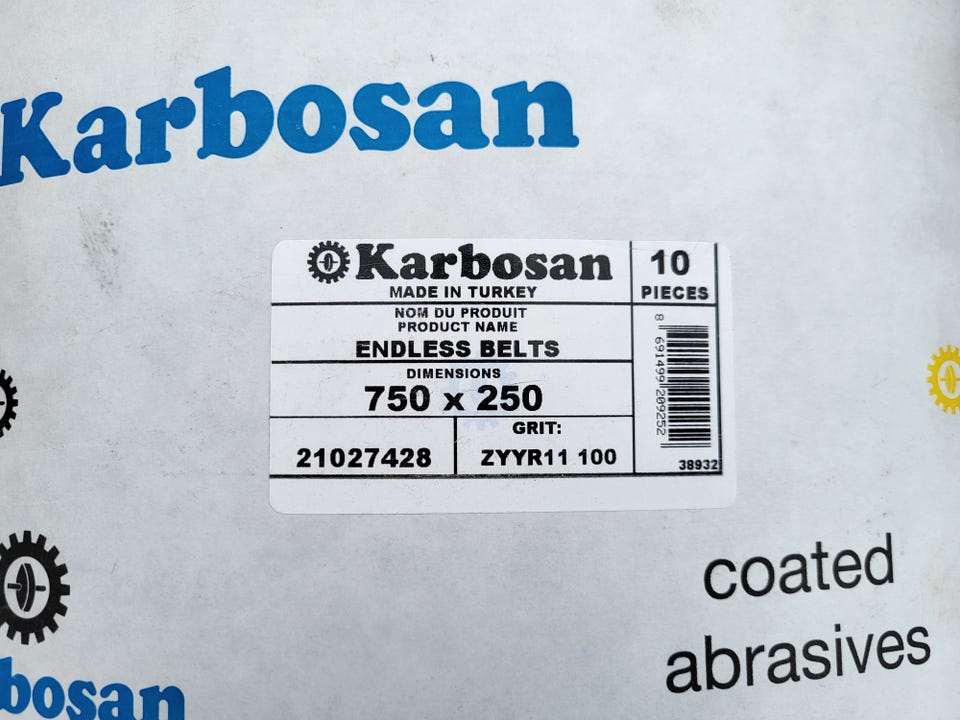 Karbosan
Karbosan
MADE IN TURKEY
10
PIECES
NOM DU PRODUIT
PRODUCT NAME
ENDLESS BELTS
DIMENSIONS
750 x 250
21027428
GRIT:
ZYYR11 100
8 691499 209252
38932
coated
abrasives
bosan